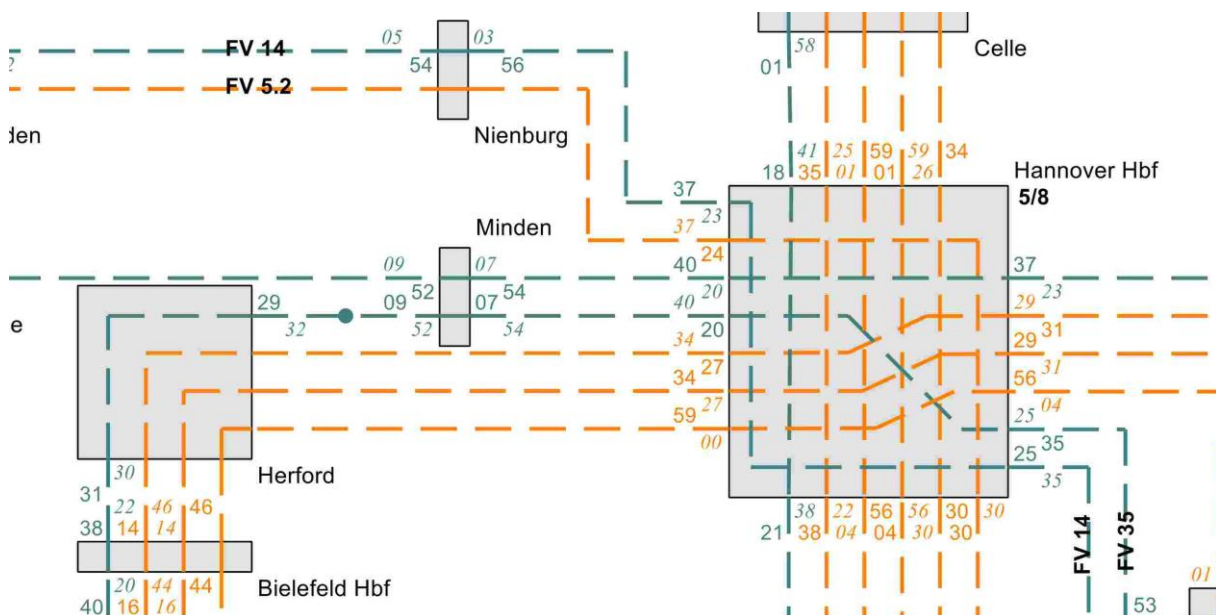 05 03
FV 14
2 54 56
FV 5.2
Nienburg
den
58 Celle
01
41 25 59 59 34
18 35 01 01 26
Hannover Hbf
5/8
37
23
37
24
Minden
09 07 40 37
52 54 20 23
29 09 07 40 29
32 52 54 20 31
e
34 29
27 31
34 56
27 04
59 25
00 35
25
35
Herford
30
31 22 46 46
38 14 14
Bielefeld Hbf
20 44 44
40 16 16
38 22 56 56 30 30
21 38 04 04 30 30
FV 14
FV 35
01
53